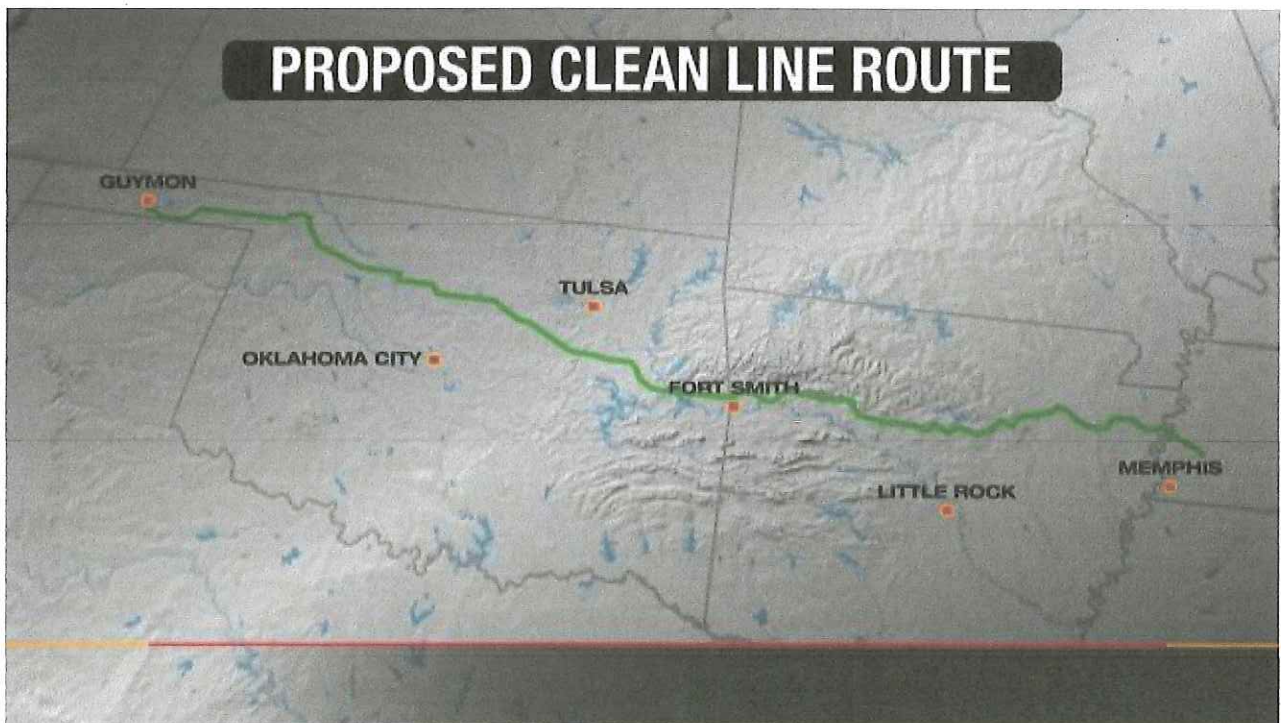 PROPOSED CLEAN LINE ROUTE
GUYMON
TULSA
OKLAHOMA CITY
FORT SMITH
MEMPHIS
LITTLE ROCK